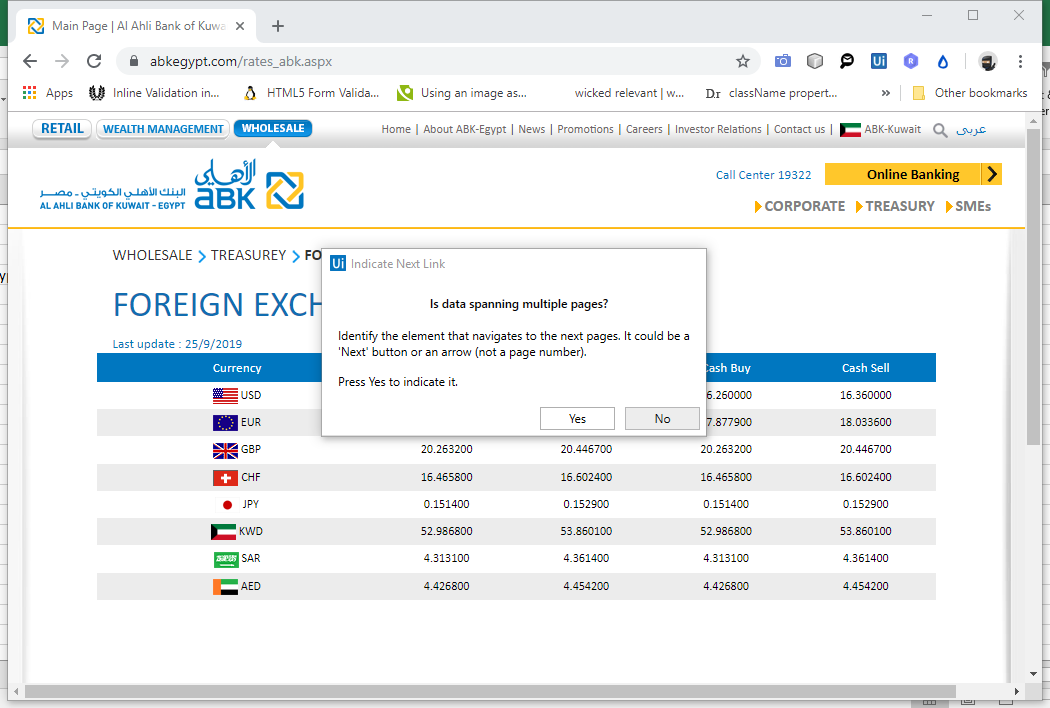 Main Page | Al Ahli Bank of Kuwa
abkegypt.com/rates_abk.aspx
Apps Inline Validation in... HTML5 Form Valida... Using an image as... wicked relevant | w... Dr className propert... » Other bookmarks
RETAIL WEALTH MANAGEMENT WHOLESALE Home | About ABK-Egypt | News | Promotions | Careers | Investor Relations | Contact us | ABK-Kuwait عربى
البنك الأهلي الكويتي - مصر
AL AHLI BANK OF KUWAIT - EGYPT
الأهلي
abk
Call Center 19322 Online Banking
CORPORATE TREASURY SMEs
WHOLESALE TREASUREY FO
FOREIGN EXCH
Last update : 25/9/2019
Ui Indicate Next Link
Is data spanning multiple pages?
Identify the element that navigates to the next pages. It could be a
'Next' button or an arrow (not a page number).
Press Yes to indicate it.
Yes No
Currency Cash Buy Cash Sell
USD 6.260000 16.360000
EUR 7.877900 18.033600
GBP 20.263200 20.446700 20.263200 20.446700
CHF 16.465800 16.602400 16.465800 16.602400
JPY 0.151400 0.152900 0.151400 0.152900
KWD 52.986800 53.860100 52.986800 53.860100
SAR 4.313100 4.361400 4.313100 4.361400
AED 4.426800 4.454200 4.426800 4.454200